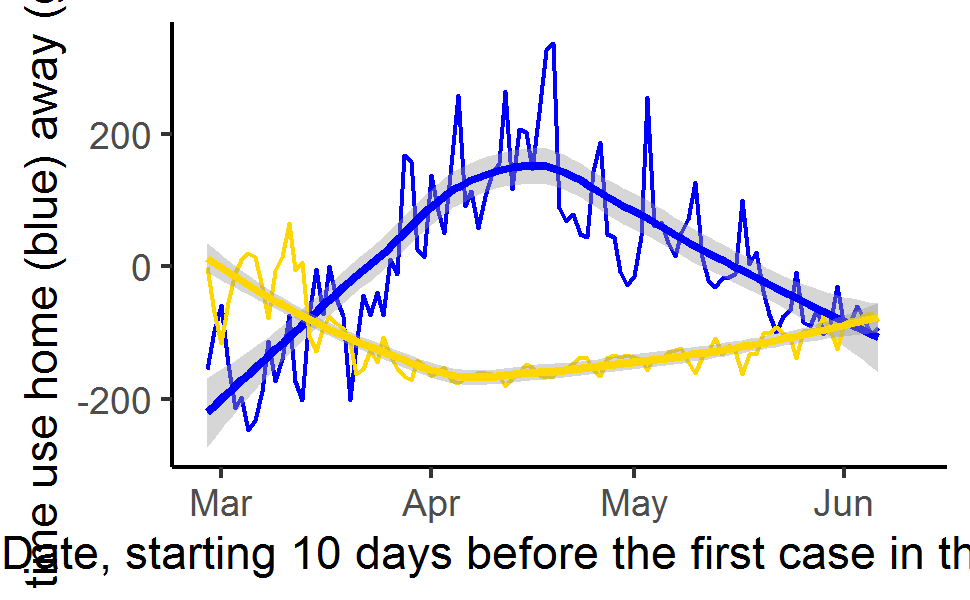 time use home (blue) away (
200
0
-200
Mar Apr May Jun
Date, starting 10 days before the first case in th